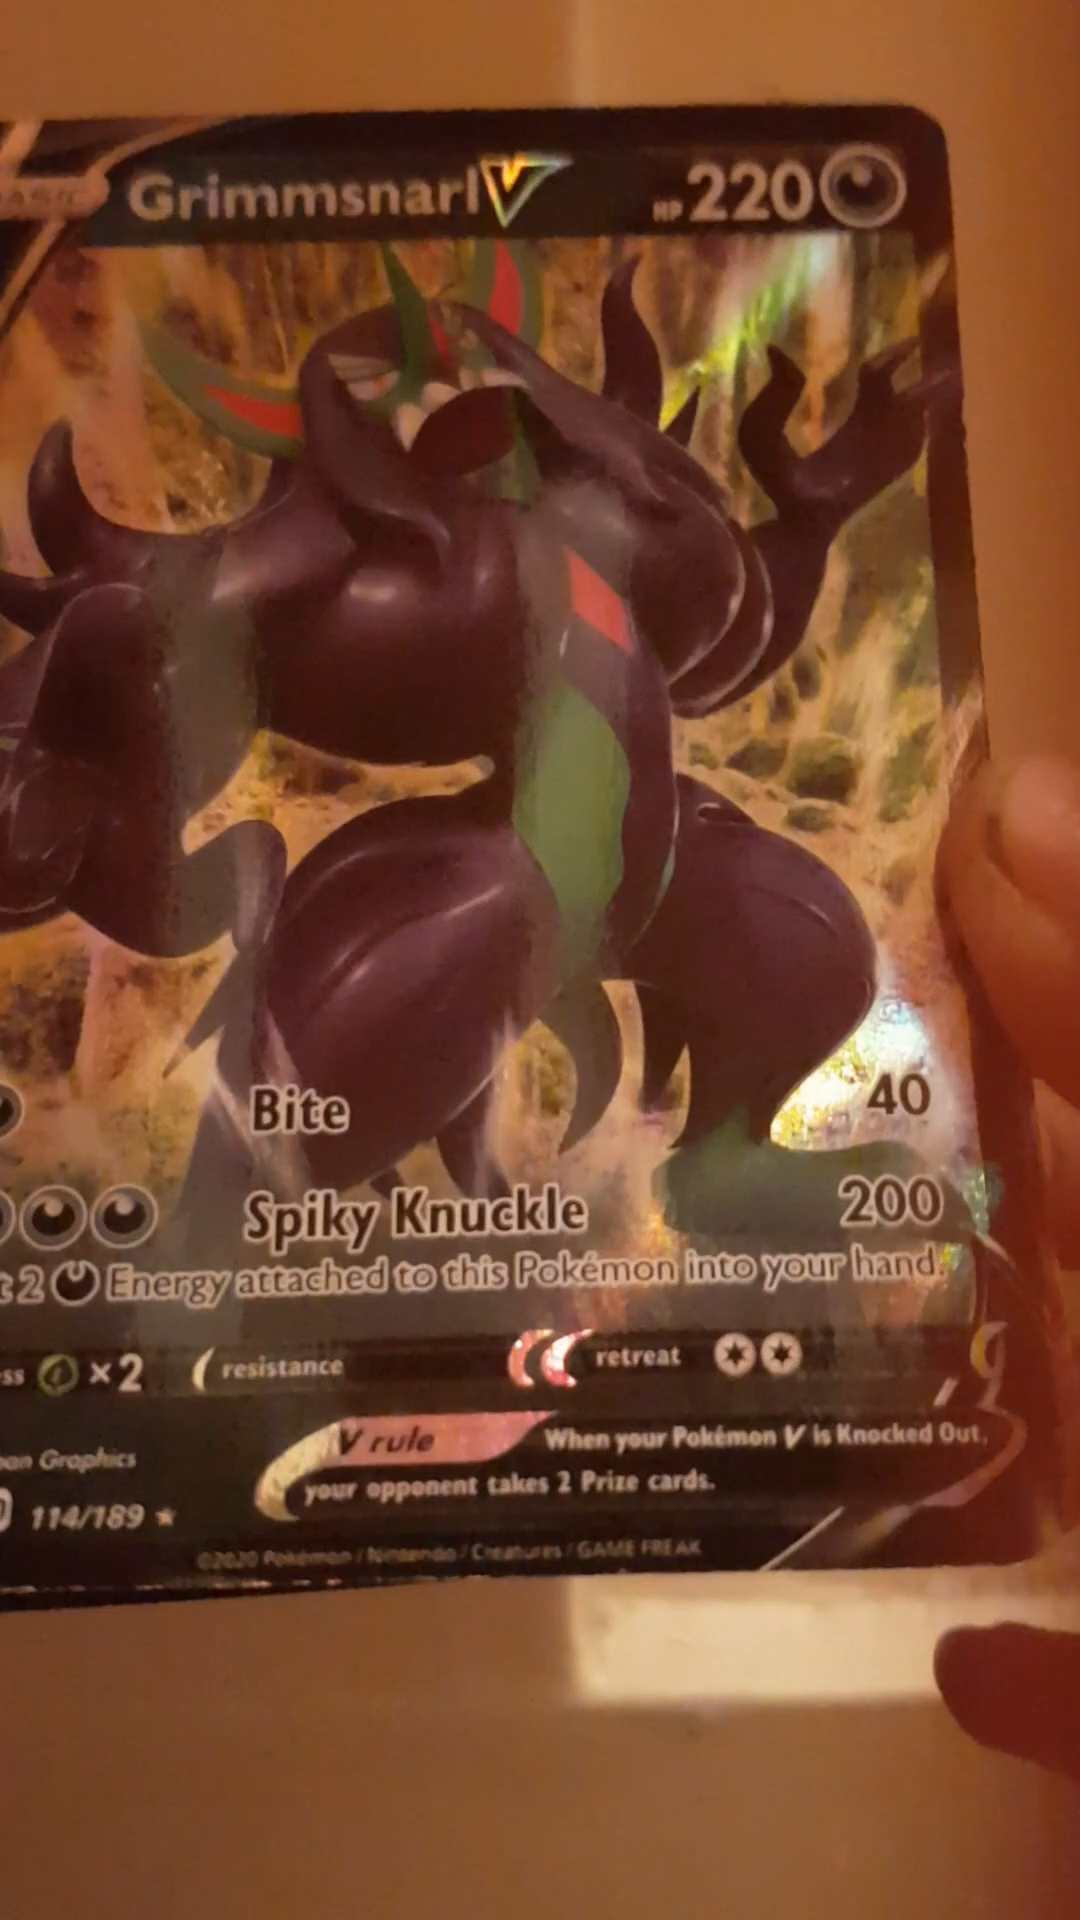 BASIC Grimmsnarl V HP 220
Bite 40
Spiky Knuckle 200
2 Energy attached to this Pokémon into your hand.
×2 resistance retreat
V rule When your Pokémon V is Knocked Out,
your opponent takes 2 Prize cards.
Graphics
114/189
©2020 Pokémon / Nintendo / Creatures / GAME FREAK